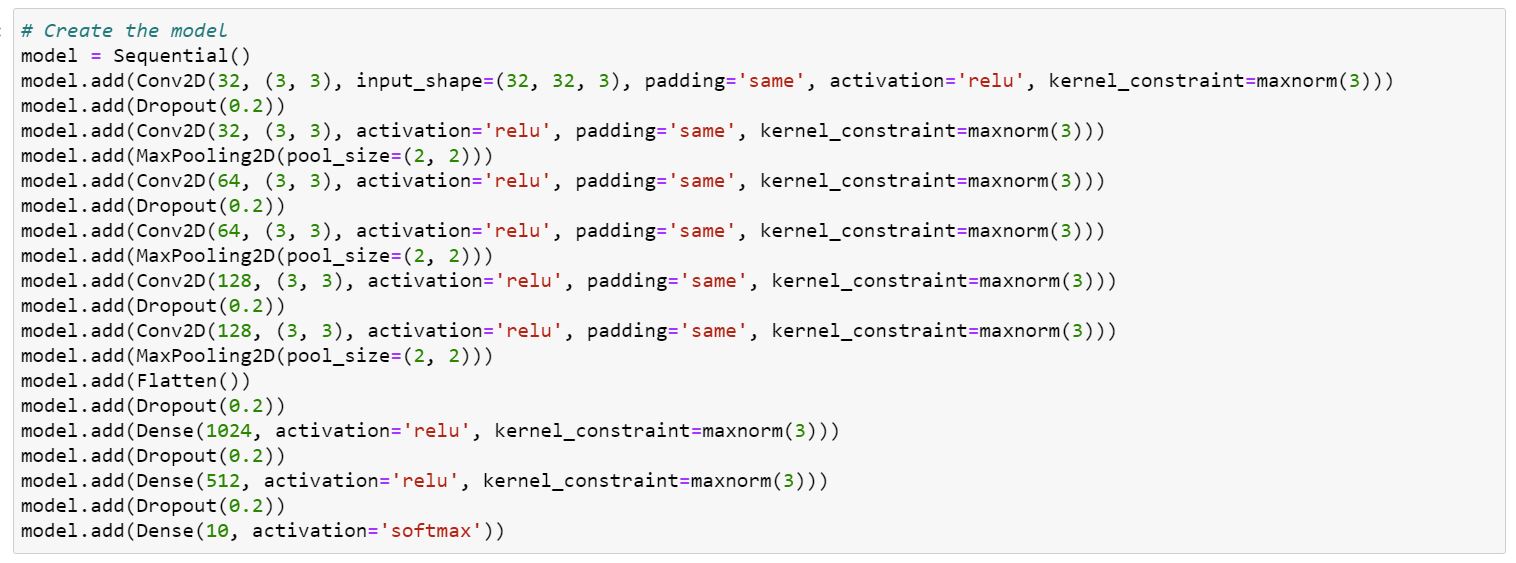 # Create the model
model = Sequential()
model.add(Conv2D(32, (3, 3), input_shape=(32, 32, 3), padding='same', activation='relu', kernel_constraint=maxnorm(3)))
model.add(Dropout(0.2))
model.add(Conv2D(32, (3, 3), activation='relu', padding='same', kernel_constraint=maxnorm(3)))
model.add(MaxPooling2D(pool_size=(2, 2)))
model.add(Conv2D(64, (3, 3), activation='relu', padding='same', kernel_constraint=maxnorm(3)))
model.add(Dropout(0.2))
model.add(Conv2D(64, (3, 3), activation='relu', padding='same', kernel_constraint=maxnorm(3)))
model.add(MaxPooling2D(pool_size=(2, 2)))
model.add(Conv2D(128, (3, 3), activation='relu', padding='same', kernel_constraint=maxnorm(3)))
model.add(Dropout(0.2))
model.add(Conv2D(128, (3, 3), activation='relu', padding='same', kernel_constraint=maxnorm(3)))
model.add(MaxPooling2D(pool_size=(2, 2)))
model.add(Flatten())
model.add(Dropout(0.2))
model.add(Dense(1024, activation='relu', kernel_constraint=maxnorm(3)))
model.add(Dropout(0.2))
model.add(Dense(512, activation='relu', kernel_constraint=maxnorm(3)))
model.add(Dropout(0.2))
model.add(Dense(10, activation='softmax'))